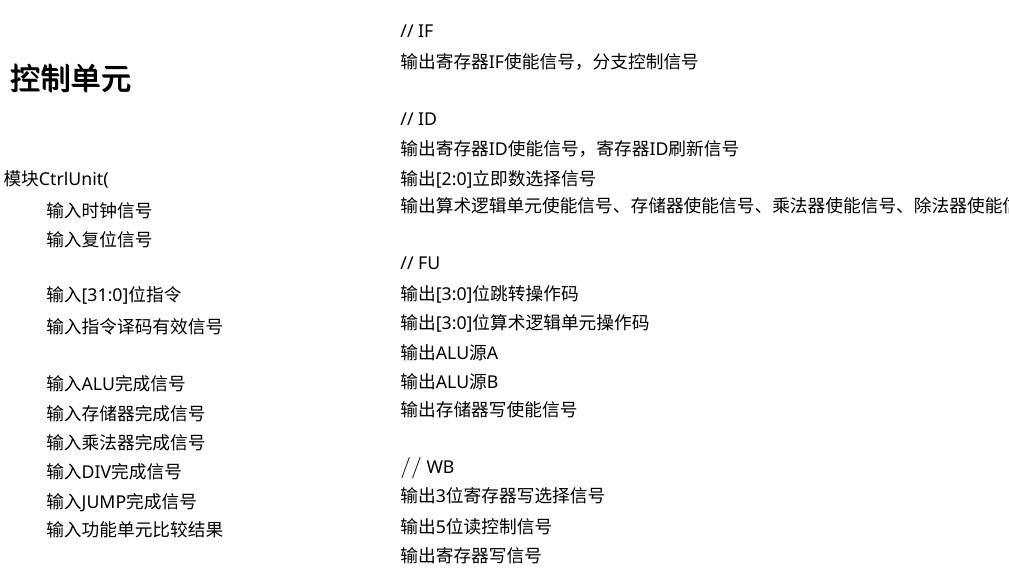 控制单元
模块CtrlUnit(
输入时钟信号
输入复位信号
输入[31:0]位指令
输入指令译码有效信号
输入ALU完成信号
输入存储器完成信号
输入乘法器完成信号
输入DIV完成信号
输入JUMP完成信号
输入功能单元比较结果
// IF
输出寄存器IF使能信号，分支控制信号
// ID
输出寄存器ID使能信号，寄存器ID刷新信号
输出[2:0]立即数选择信号
输出算术逻辑单元使能信号、存储器使能信号、乘法器使能信号、除法器使能
// FU
输出[3:0]位跳转操作码
输出[3:0]位算术逻辑单元操作码
输出ALU源A
输出ALU源B
输出存储器写使能信号
// WB
输出3位寄存器写选择信号
输出5位读控制信号
输出寄存器写信号